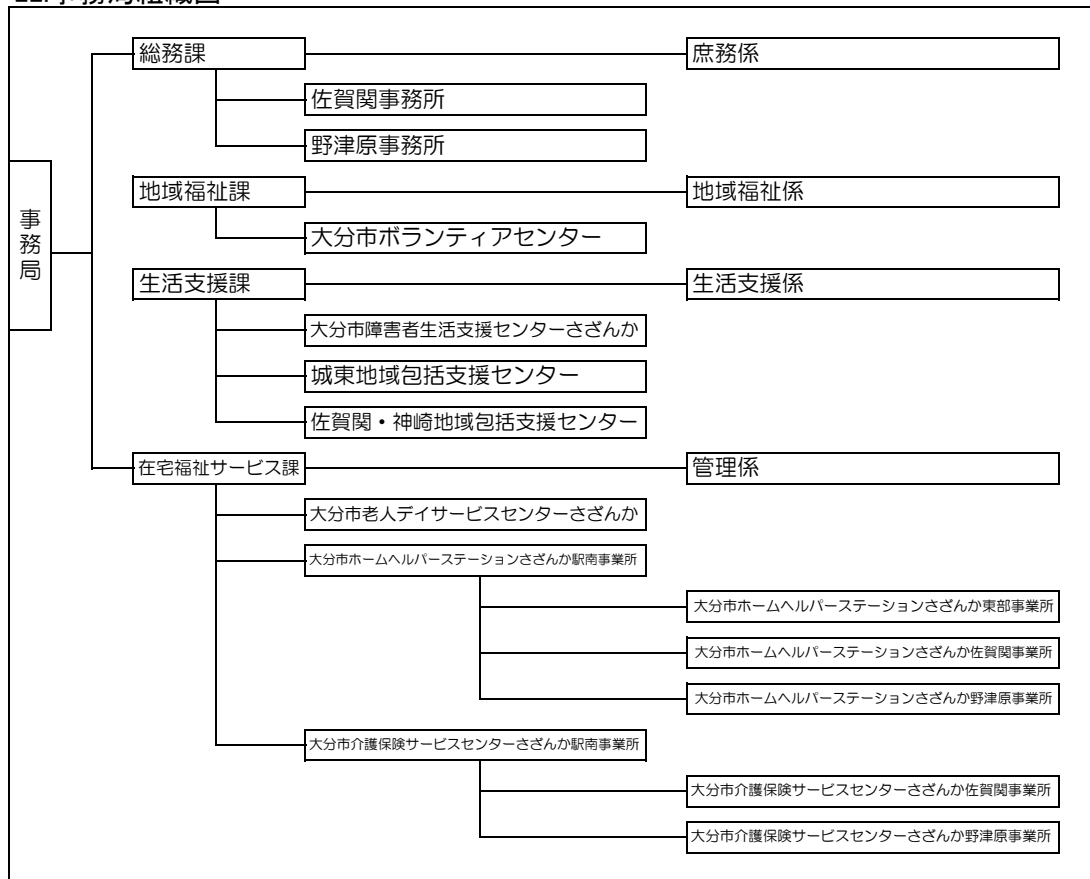 事務局
総務課
庶務係
佐賀関事務所
野津原事務所
地域福祉課
地域福祉係
大分市ボランティアセンター
生活支援課
生活支援係
大分市障害者生活支援センターさざんか
城東地域包括支援センター
佐賀関・神崎地域包括支援センター
在宅福祉サービス課
管理係
大分市老人デイサービスセンターさざんか
大分市ホームヘルパーステーションさざんか駅南事業所
大分市ホームヘルパーステーションさざんか東部事業所
大分市ホームヘルパーステーションさざんか佐賀関事業所
大分市ホームヘルパーステーションさざんか野津原事業所
大分市介護保険サービスセンターさざんか駅南事業所
大分市介護保険サービスセンターさざんか佐賀関事業所
大分市介護保険サービスセンターさざんか野津原事業所